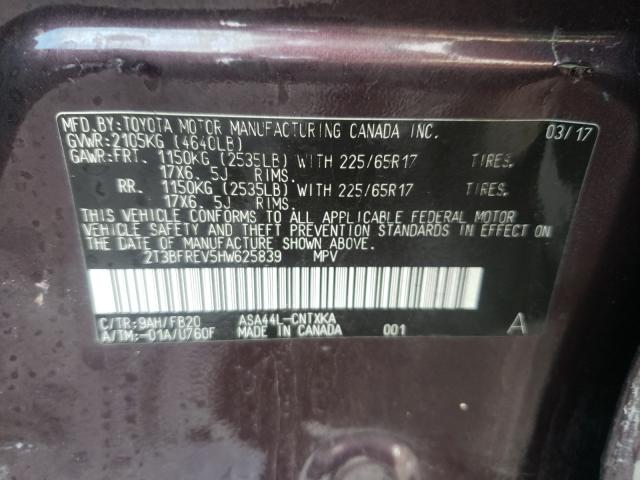 MFD.BY:TOYOTA MOTOR MANUFACTURING CANADA INC. 03/17
GVWR:2105KG (4640LB)
GAWR:FRT. 1150KG (2535LB) WITH 225/65R17 TIRES.
17X6.5J RIMS.
RR. 1150KG (2535LB) WITH 225/65R17 TIRES.
17X6.5J RIMS.
THIS VEHICLE CONFORMS TO ALL APPLICABLE FEDERAL MOTOR
VEHICLE SAFETY AND THEFT PREVENTION STANDARDS IN EFFECT ON
THE DATE OF MANUFACTURE SHOWN ABOVE.
2T3BFREV5HW625839 MPV
C/TR:9AH/FB20 ASA44L-CNTXKA
A/TM:-01A/U760F MADE IN CANADA 001 A